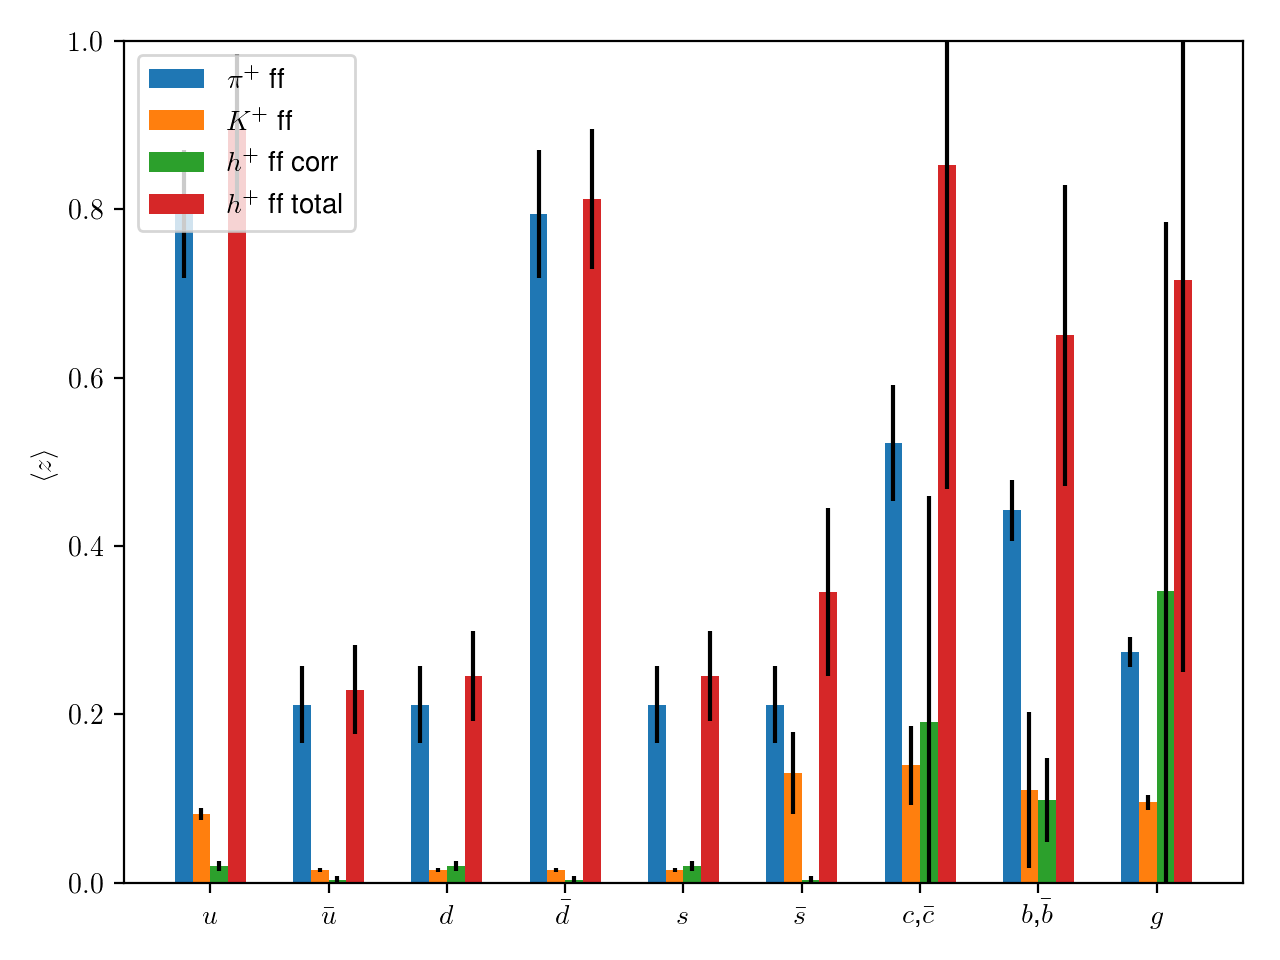 1.0
0.8
0.6
0.4
0.2
0.0
⟨z⟩
π⁺ ff
K⁺ ff
h⁺ ff corr
h⁺ ff total
u ū d d̄ s s̄ c,c̄ b,b̄ g